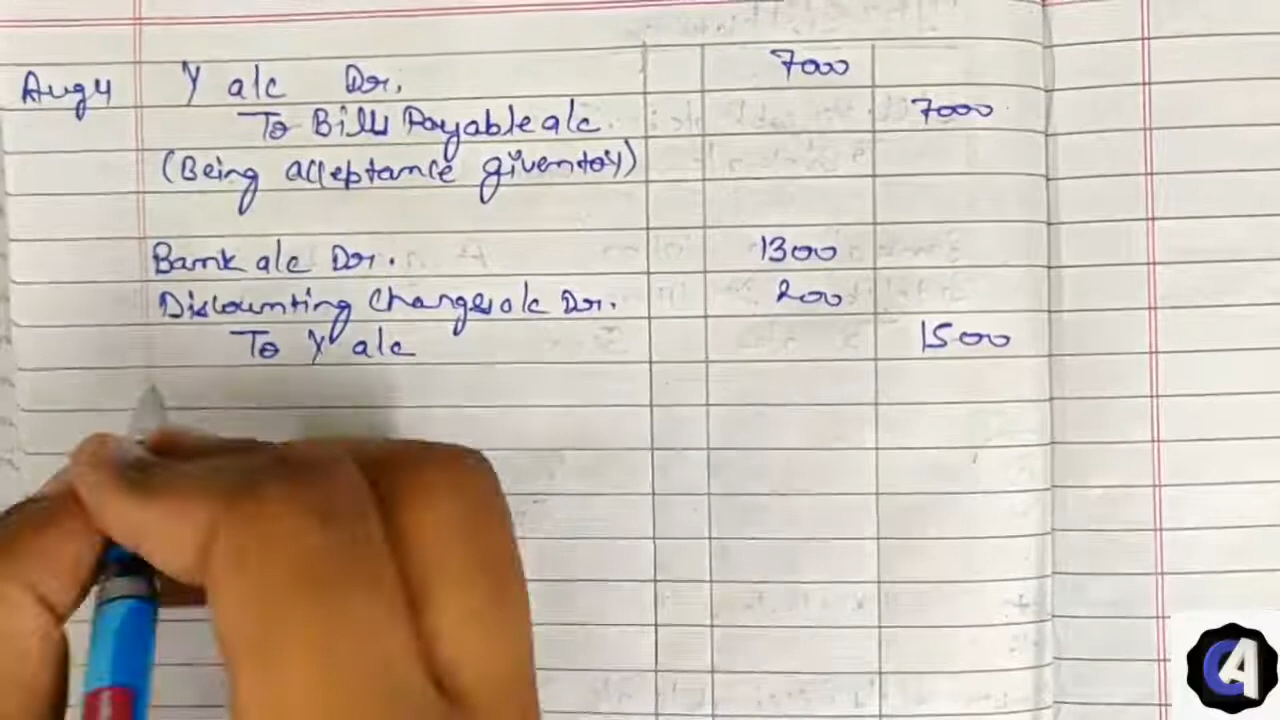 Aug 4 Y a/c Dr. 7000
To Bills Payable a/c 7000
(Being acceptance given to Y)
Bank a/c Dr. 1300
Discounting Charges a/c Dr. 200
To Y a/c 1500
CA